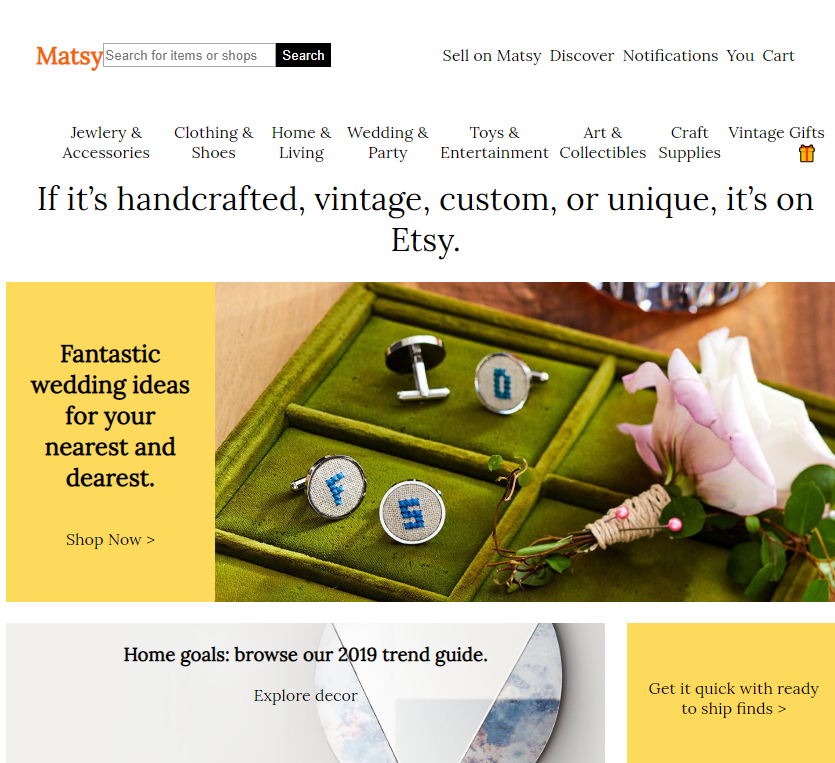 Matsy Search for items or shops Search Sell on Matsy Discover Notifications You Cart
Jewlery & Clothing & Home & Wedding & Toys & Art & Craft Vintage Gifts
Accessories Shoes Living Party Entertainment Collectibles Supplies
If it’s handcrafted, vintage, custom, or unique, it’s on
Etsy.
Fantastic
wedding ideas
for your
nearest and
dearest.
Shop Now >
Q
F
S
Home goals: browse our 2019 trend guide.
Explore decor
Get it quick with ready
to ship finds >